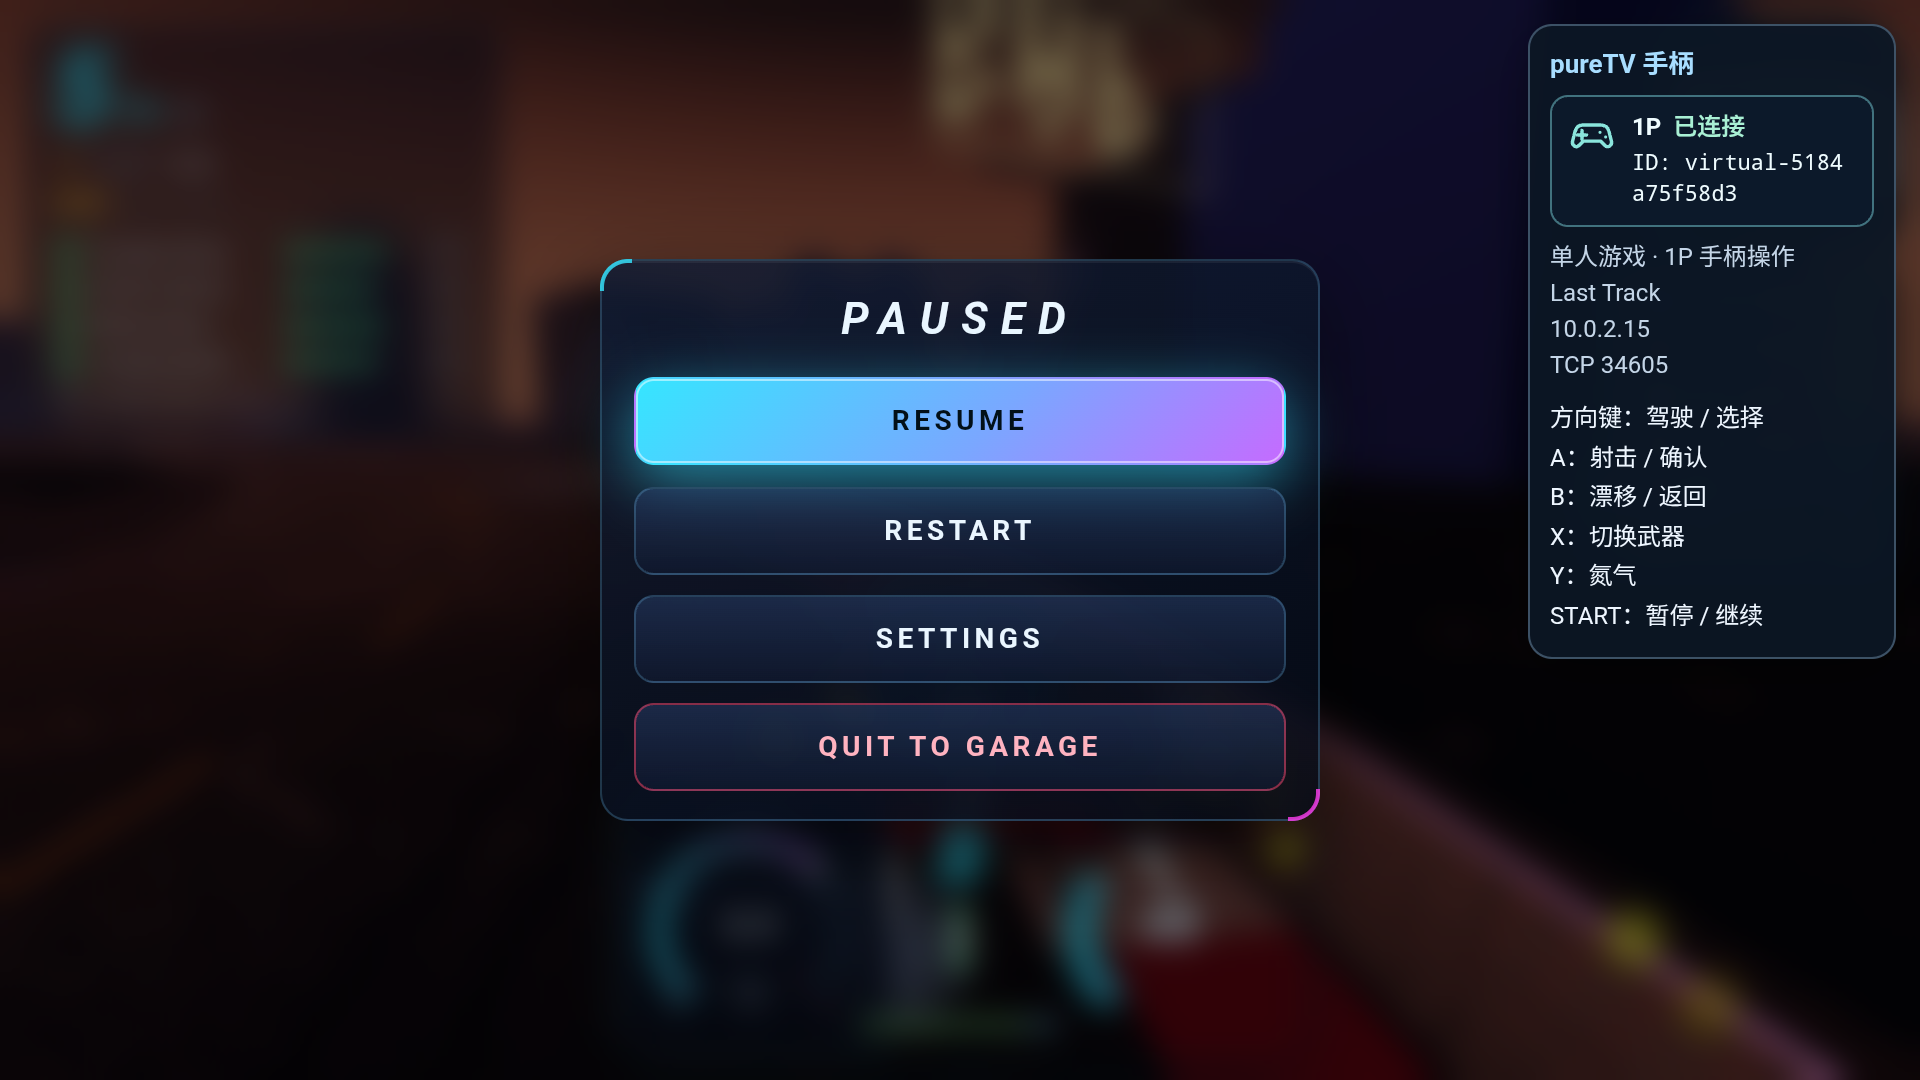 PAUSED
RESUME
RESTART
SETTINGS
QUIT TO GARAGE
pureTV 手柄
1P 已连接
ID: virtual-5184
a75f58d3
单人游戏 · 1P 手柄操作
Last Track
10.0.2.15
TCP 34605
方向键：驾驶 / 选择
A：射击 / 确认
B：漂移 / 返回
X：切换武器
Y：氮气
START：暂停 / 继续